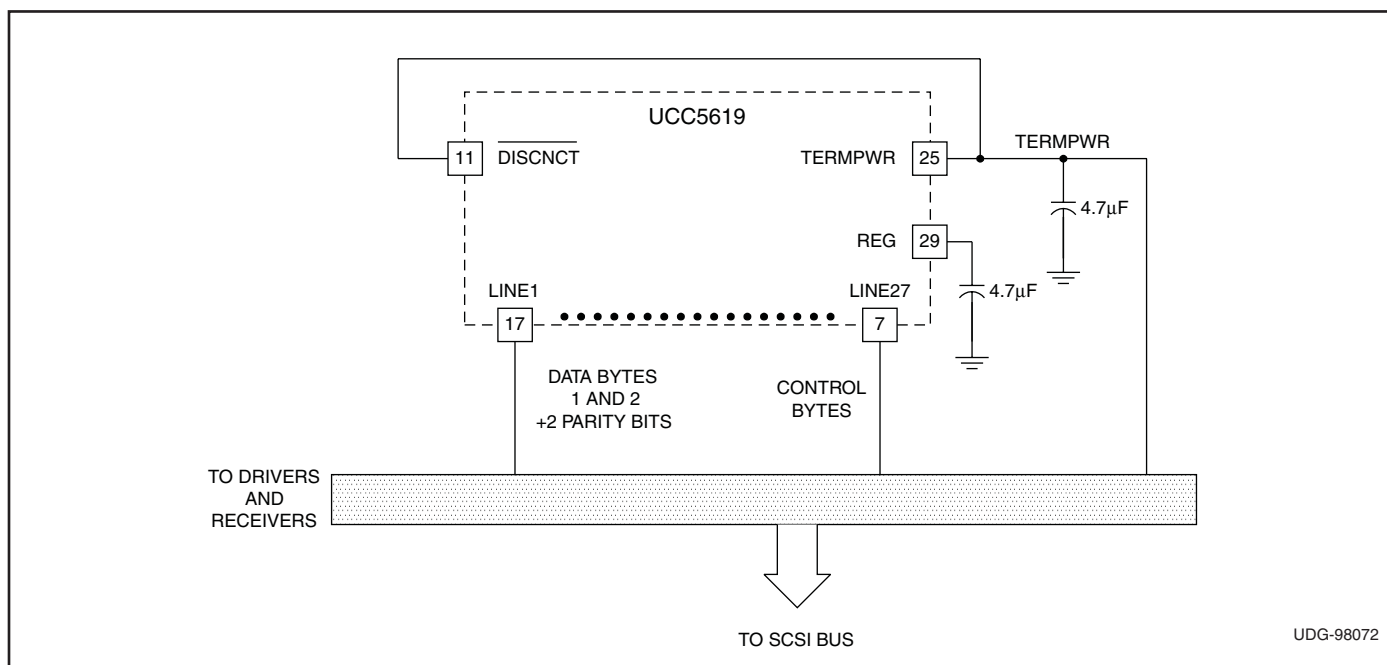 UCC5619
11
DISCNCT
TERMPWR
25
TERMPWR
4.7µF
REG
29
4.7µF
LINE1
LINE27
17
7
DATA BYTES
1 AND 2
+2 PARITY BITS
CONTROL
BYTES
TO DRIVERS
AND
RECEIVERS
TO SCSI BUS
UDG-98072